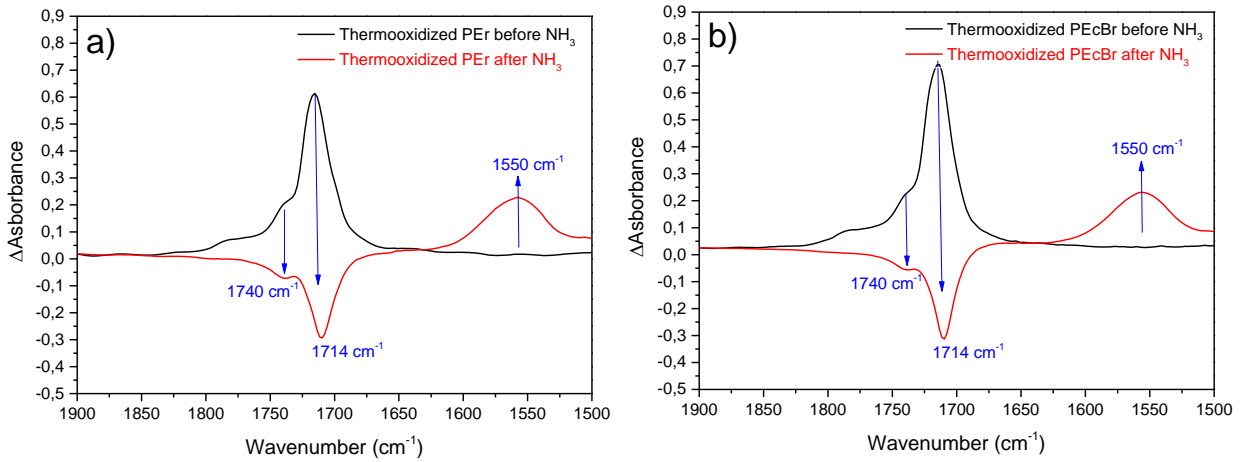 a)
Thermooxidized PEr before NH₃
Thermooxidized PEr after NH₃
0,9
0,8
0,7
0,6
0,5
0,4
0,3
0,2
0,1
0,0
-0,1
-0,2
-0,3
-0,4
-0,5
ΔAsborbance
1550 cm⁻¹
1740 cm⁻¹
1714 cm⁻¹
1900 1850 1800 1750 1700 1650 1600 1550 1500
Wavenumber (cm⁻¹)
b)
Thermooxidized PEcBr before NH₃
Thermooxidized PEcBr after NH₃
0,9
0,8
0,7
0,6
0,5
0,4
0,3
0,2
0,1
0,0
-0,1
-0,2
-0,3
-0,4
-0,5
ΔAsborbance
1550 cm⁻¹
1740 cm⁻¹
1714 cm⁻¹
1900 1850 1800 1750 1700 1650 1600 1550 1500
Wavenumber (cm⁻¹)